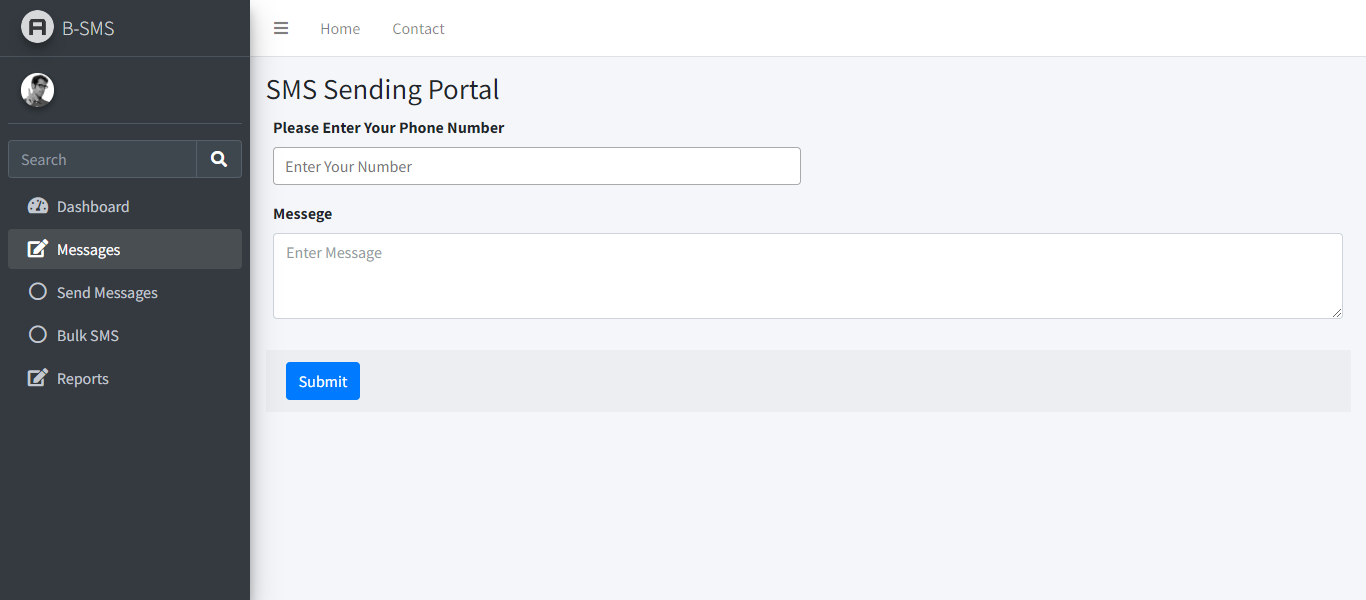 B-SMS
Search
Dashboard
Messages
Send Messages
Bulk SMS
Reports
Home
Contact
SMS Sending Portal
Please Enter Your Phone Number
Enter Your Number
Messege
Enter Message
Submit